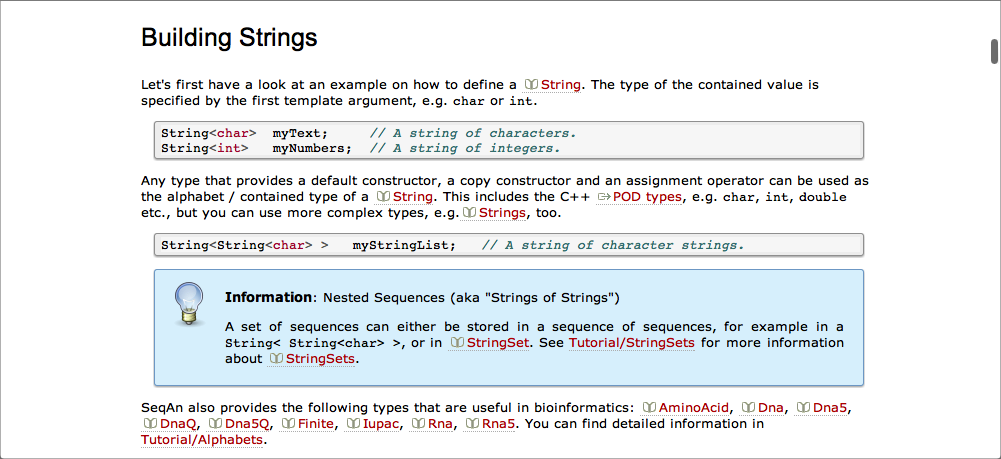 Building Strings
Let's first have a look at an example on how to define a String. The type of the contained value is
specified by the first template argument, e.g. char or int.
String<char>  myText;     // A string of characters.
String<int>   myNumbers;  // A string of integers.
Any type that provides a default constructor, a copy constructor and an assignment operator can be used as
the alphabet / contained type of a String. This includes the C++ POD types, e.g. char, int, double
etc., but you can use more complex types, e.g. Strings, too.
String<String<char> >   myStringList;   // A string of character strings.
Information: Nested Sequences (aka "Strings of Strings")
A set of sequences can either be stored in a sequence of sequences, for example in a
String< String<char> >, or in StringSet. See Tutorial/StringSets for more information
about StringSets.
SeqAn also provides the following types that are useful in bioinformatics: AminoAcid, Dna, Dna5,
DnaQ, Dna5Q, Finite, Iupac, Rna, Rna5. You can find detailed information in
Tutorial/Alphabets.